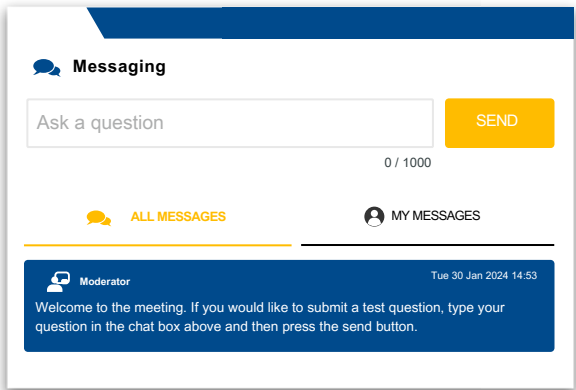 Messaging
Ask a question
SEND
0 / 1000
ALL MESSAGES
MY MESSAGES
Moderator
Tue 30 Jan 2024 14:53
Welcome to the meeting. If you would like to submit a test question, type your
question in the chat box above and then press the send button.